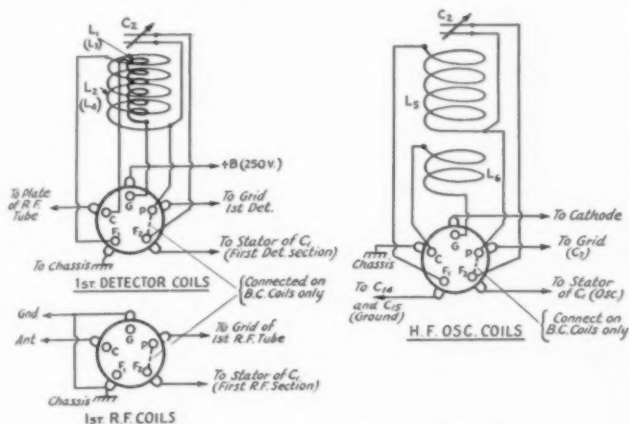 C2
L1
(L3)
L2
(L4)
+B (250 V.)
To Plate
of R.F.
Tube
G
C
P
F1
F2
To Grid
1st Det.
To Chassis
To Stator of C1
(First Det. section)
1ST DETECTOR COILS
{Connected on
B.C. Coils only
Gnd
Ant
G
C
P
F1
F2
To Grid of
1st R.F. Tube
Chassis
To Stator of C1
(First R.F. Section)
1ST R.F. COILS
C2
L5
L6
To Cathode
G
C
P
F1
F2
To Grid
(C7)
Chassis
To C14
and C15
(Ground)
To Stator
of C1 (Osc.)
{Connect on
B.C. Coils only
H.F. OSC. COILS